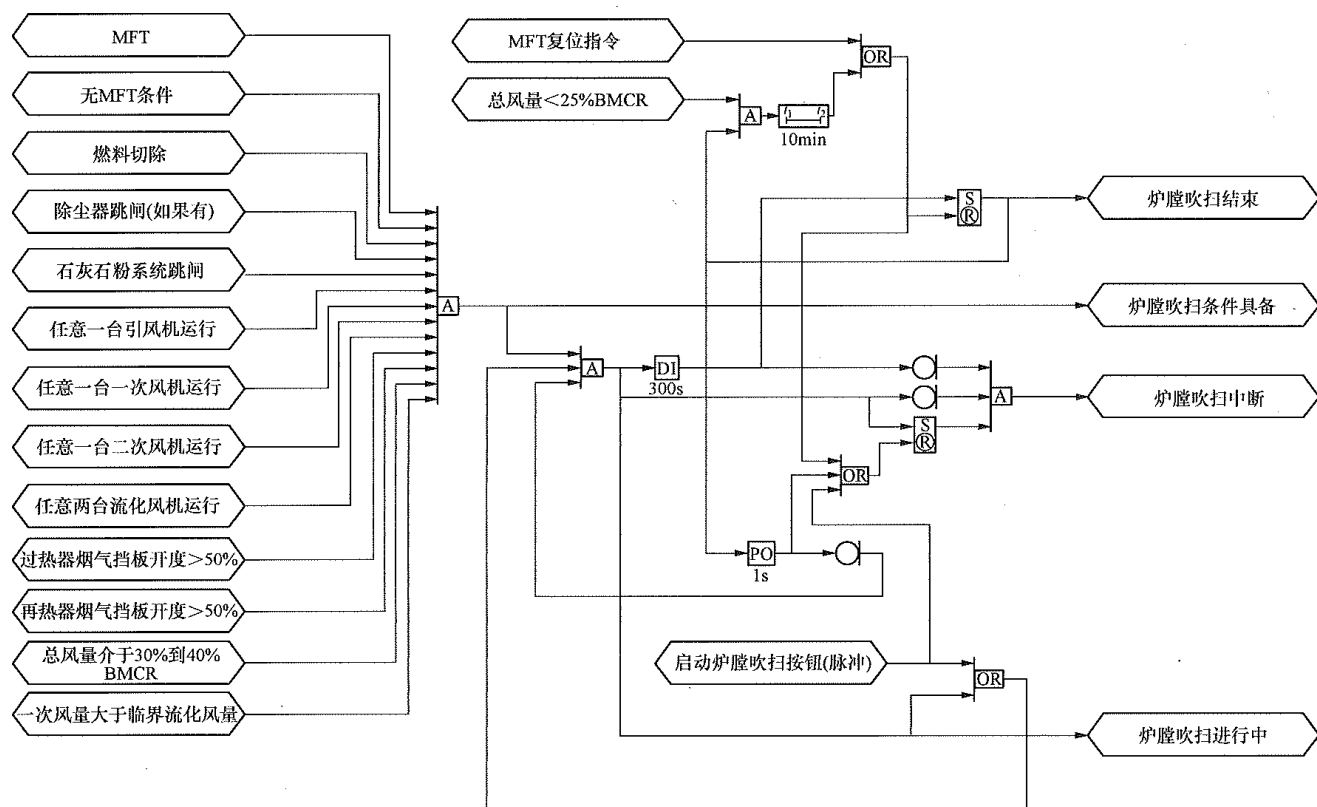 MFT
无MFT条件
燃料切除
除尘器跳闸(如果有)
石灰石粉系统跳闸
任意一台引风机运行
任意一台一次风机运行
任意一台二次风机运行
任意两台流化风机运行
过热器烟气挡板开度＞50%
再热器烟气挡板开度＞50%
总风量介于30%到40%
BMCR
一次风量大于临界流化风量
A
MFT复位指令
总风量＜25%BMCR
A
t1 t2
10min
OR
S
R
炉膛吹扫结束
炉膛吹扫条件具备
A
DI
300s
S
R
A
炉膛吹扫中断
OR
PO
1s
启动炉膛吹扫按钮(脉冲)
OR
炉膛吹扫进行中